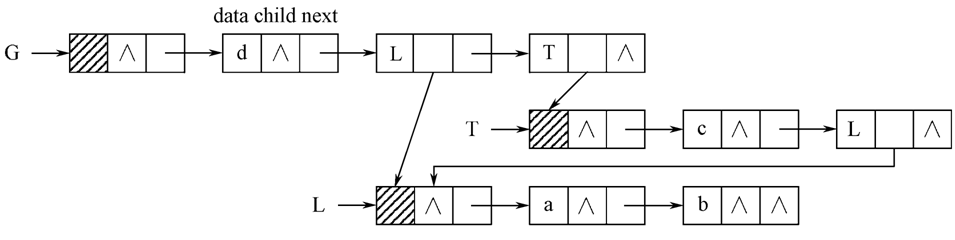 data child next
G ∧ d ∧ L T ∧
T ∧ c ∧ L ∧
L ∧ a ∧ b ∧ ∧